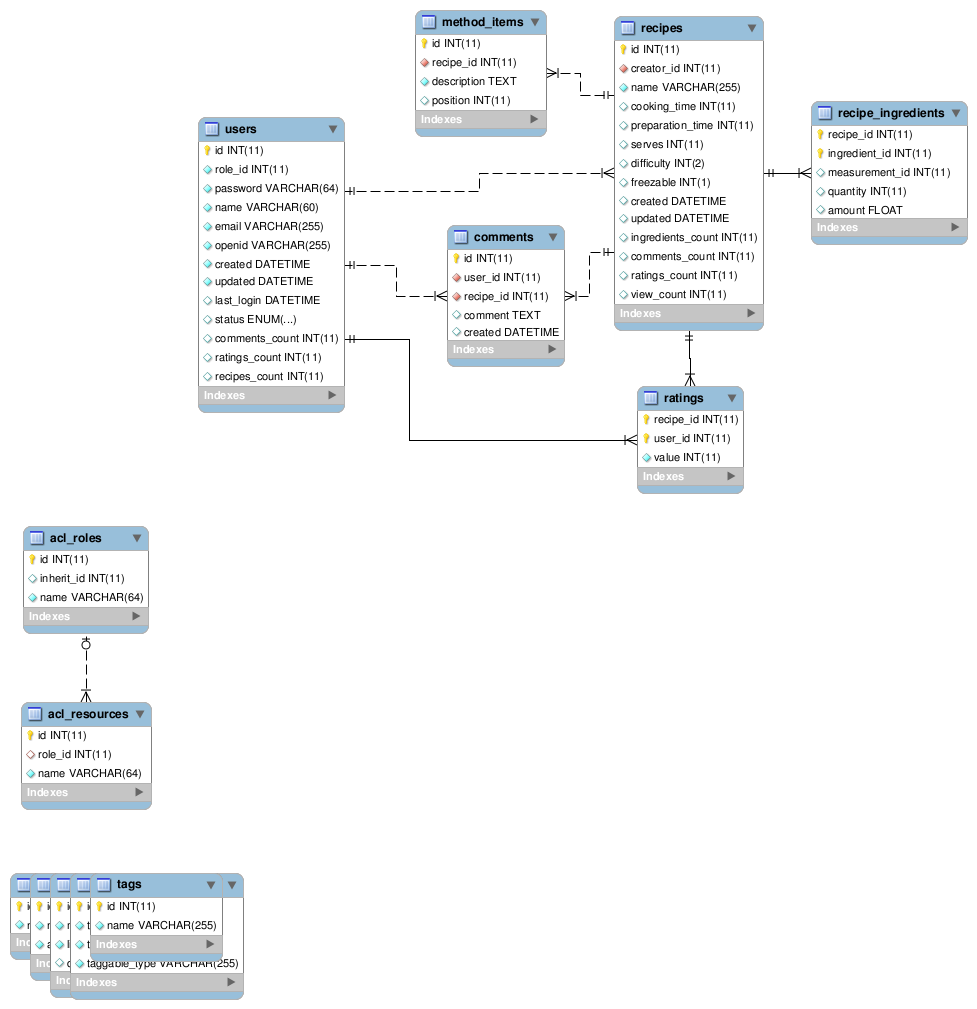 method_items
id INT(11)
recipe_id INT(11)
description TEXT
position INT(11)
Indexes
recipes
id INT(11)
creator_id INT(11)
name VARCHAR(255)
cooking_time INT(11)
preparation_time INT(11)
serves INT(11)
difficulty INT(2)
freezable INT(1)
created DATETIME
updated DATETIME
ingredients_count INT(11)
comments_count INT(11)
ratings_count INT(11)
view_count INT(11)
Indexes
recipe_ingredients
recipe_id INT(11)
ingredient_id INT(11)
measurement_id INT(11)
quantity INT(11)
amount FLOAT
Indexes
users
id INT(11)
role_id INT(11)
password VARCHAR(64)
name VARCHAR(60)
email VARCHAR(255)
openid VARCHAR(255)
created DATETIME
updated DATETIME
last_login DATETIME
status ENUM(...)
comments_count INT(11)
ratings_count INT(11)
recipes_count INT(11)
Indexes
comments
id INT(11)
user_id INT(11)
recipe_id INT(11)
comment TEXT
created DATETIME
Indexes
ratings
recipe_id INT(11)
user_id INT(11)
value INT(11)
Indexes
acl_roles
id INT(11)
inherit_id INT(11)
name VARCHAR(64)
Indexes
acl_resources
id INT(11)
role_id INT(11)
name VARCHAR(64)
Indexes
tags
id INT(11)
name VARCHAR(255)
Indexes
taggable_type VARCHAR(255)
Indexes